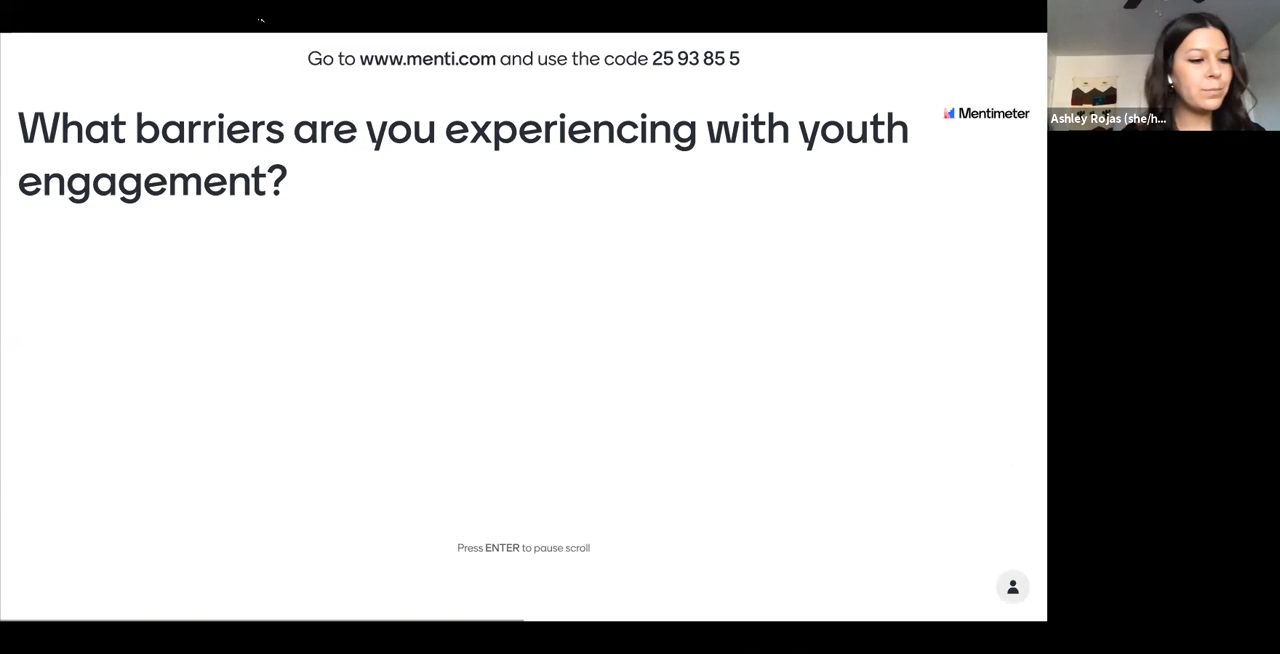 Go to www.menti.com and use the code 25 93 85 5
What barriers are you experiencing with youth
engagement?
Mentimeter
Ashley Rojas (she/h...
Press ENTER to pause scroll